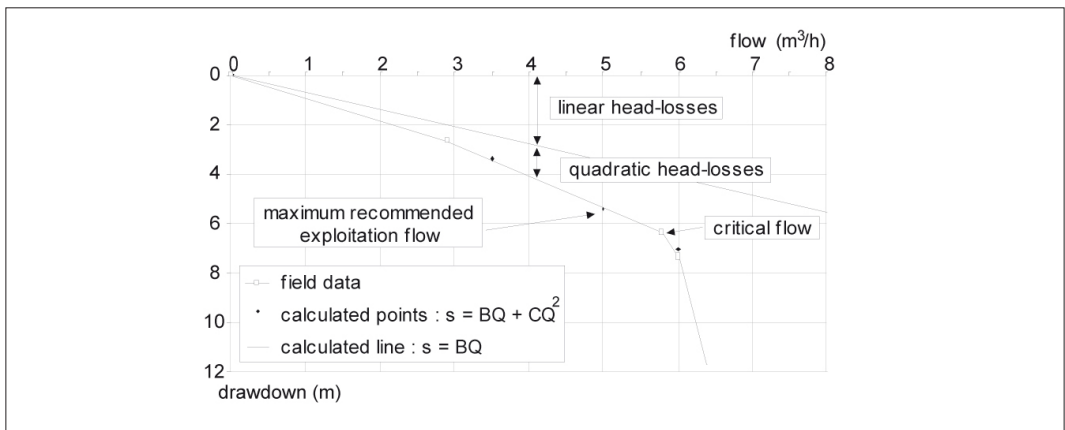 flow (m³/h)
0 1 2 3 4 5 6 7 8
0
2
4
6
8
10
12
linear head-losses
quadratic head-losses
maximum recommended
exploitation flow
critical flow
field data
calculated points : s = BQ + CQ²
calculated line : s = BQ
drawdown (m)